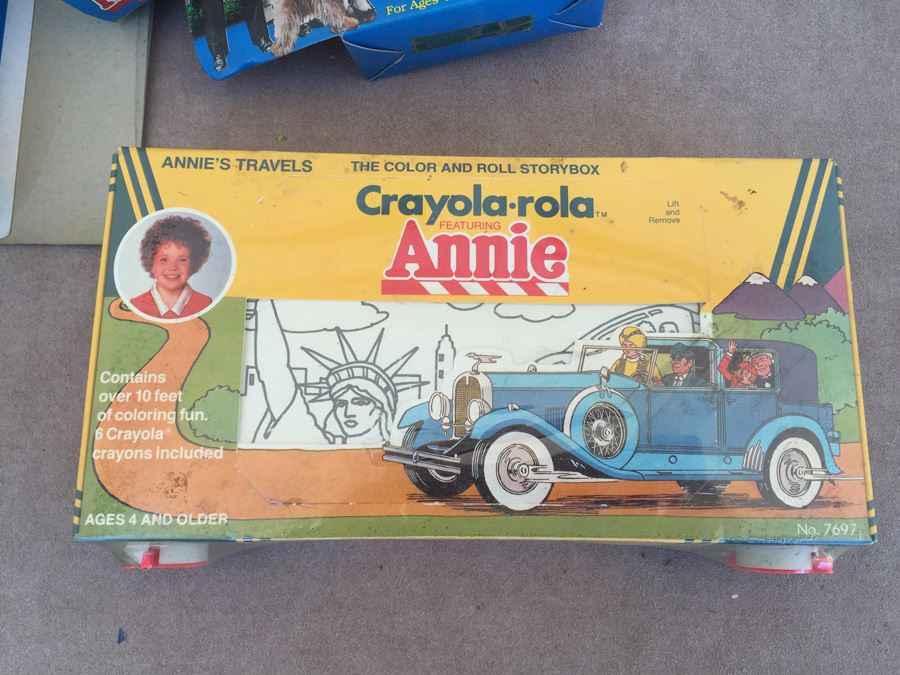 For Ages
ANNIE'S TRAVELS THE COLOR AND ROLL STORYBOX
Crayola·rola™
FEATURING
Annie
Lift
and
Remove
Contains
over 10 feet
of coloring fun.
6 Crayola®
crayons included
AGES 4 AND OLDER
No. 7697